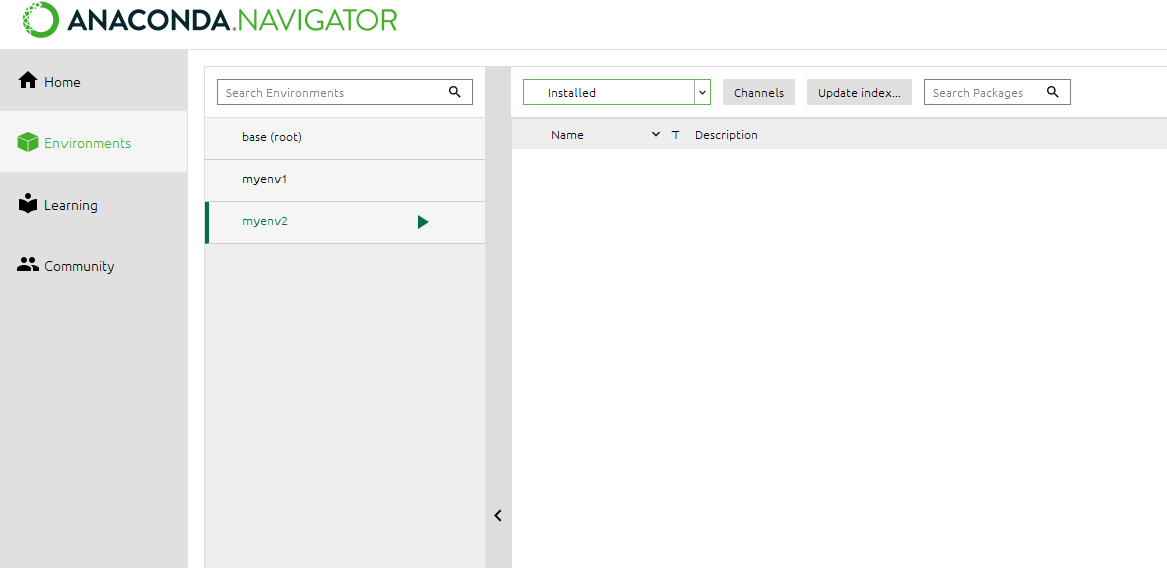 ANACONDA.NAVIGATOR
Home
Environments
Learning
Community
Search Environments
base (root)
myenv1
myenv2
Installed
Channels
Update index...
Search Packages
Name T Description